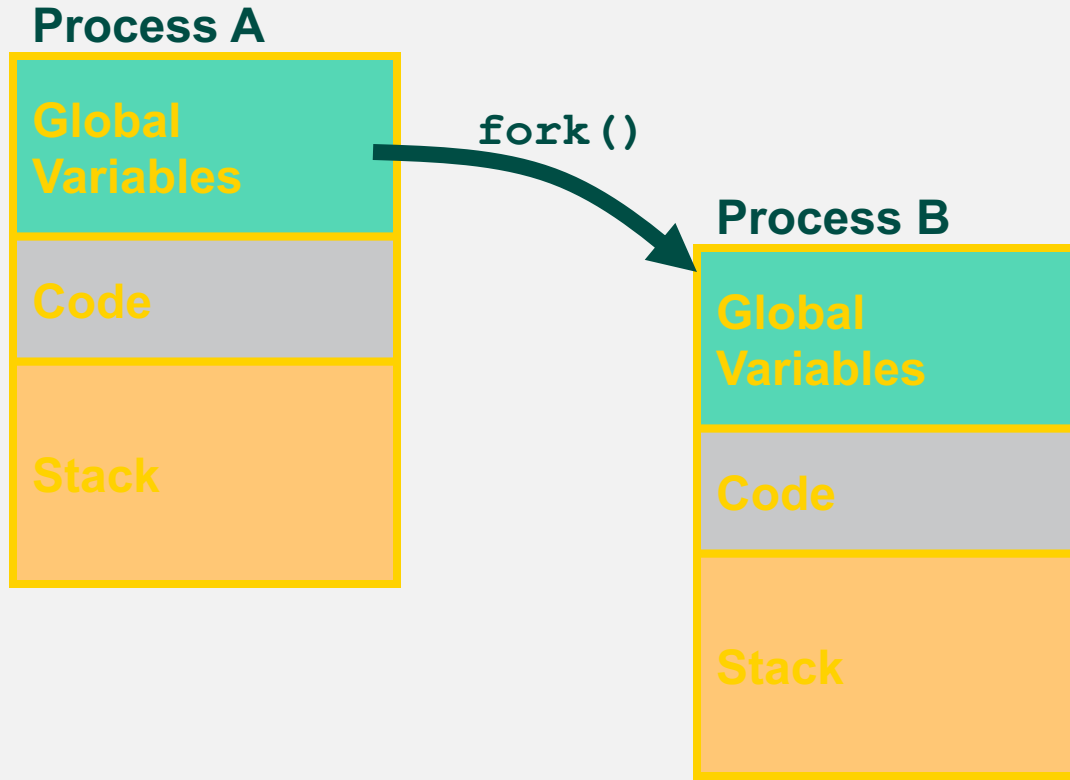 Process A
Global
Variables
Code
Stack
fork()
Process B
Global
Variables
Code
Stack